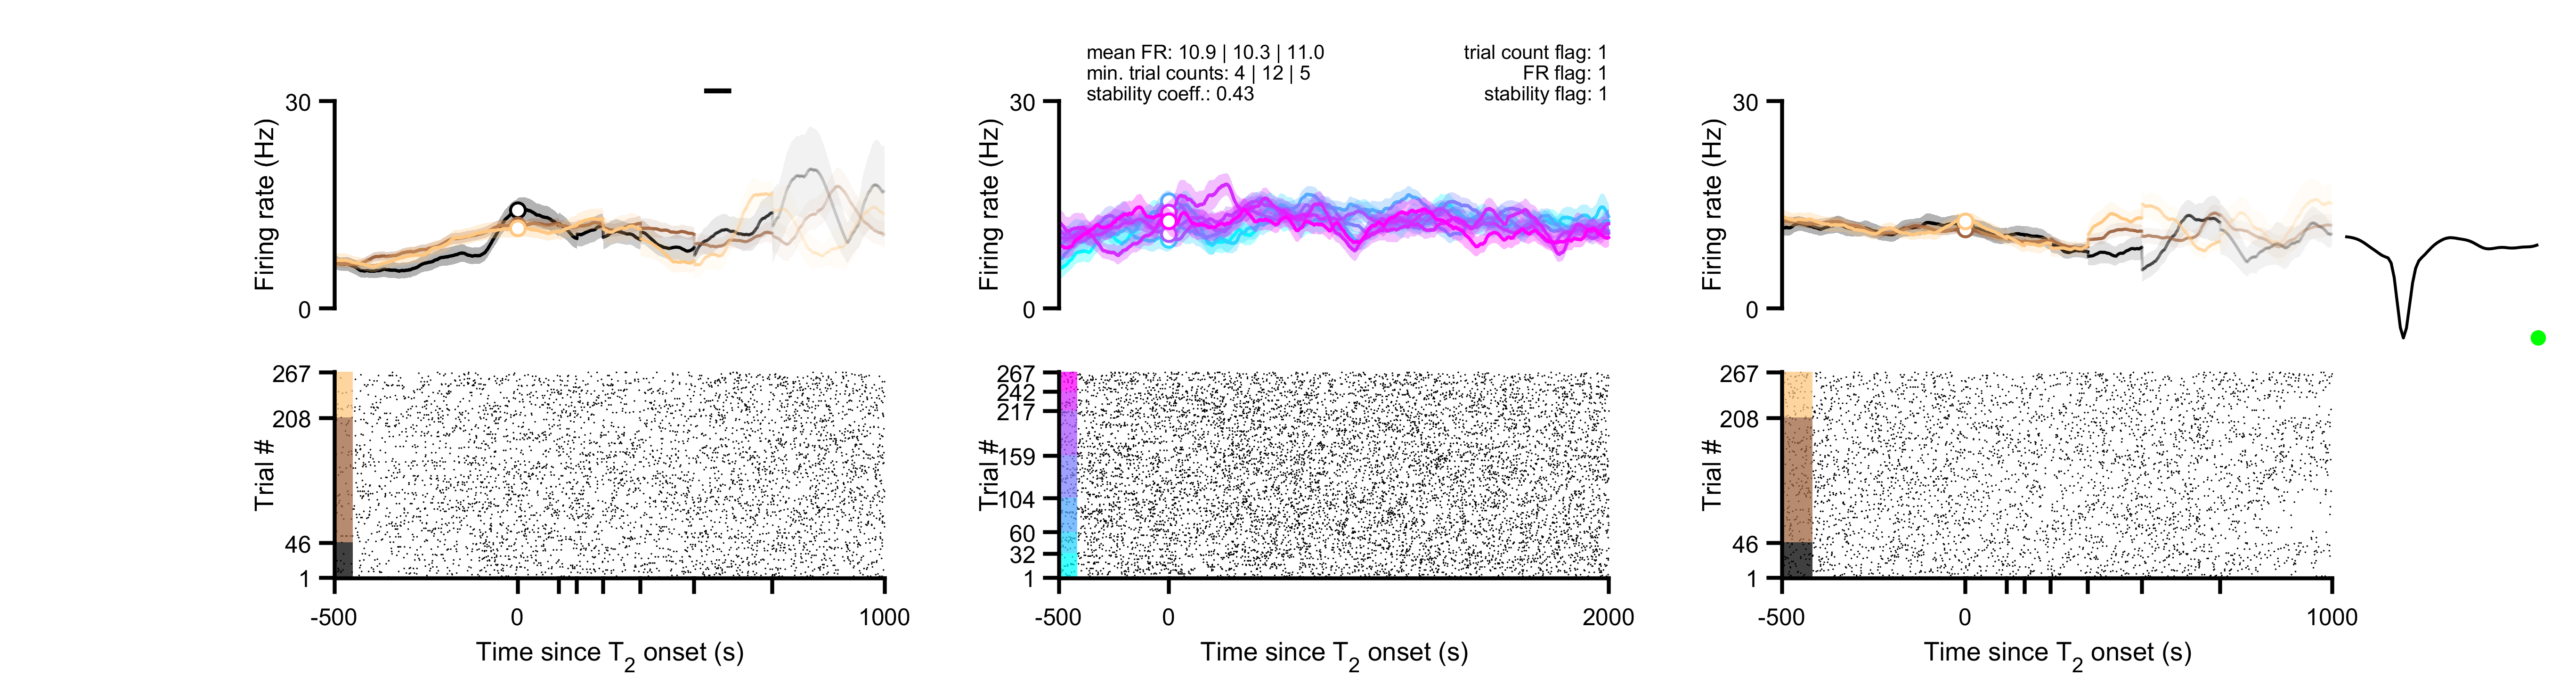 mean FR: 10.9 | 10.3 | 11.0
min. trial counts: 4 | 12 | 5
stability coeff.: 0.43
trial count flag: 1
FR flag: 1
stability flag: 1
30
Firing rate (Hz)
0
267
208
Trial #
46
1
-500
0
1000
Time since T2 onset (s)
30
Firing rate (Hz)
0
267
242
217
159
Trial #
104
60
32
1
-500
0
2000
Time since T2 onset (s)
30
Firing rate (Hz)
0
267
208
Trial #
46
1
-500
0
1000
Time since T2 onset (s)